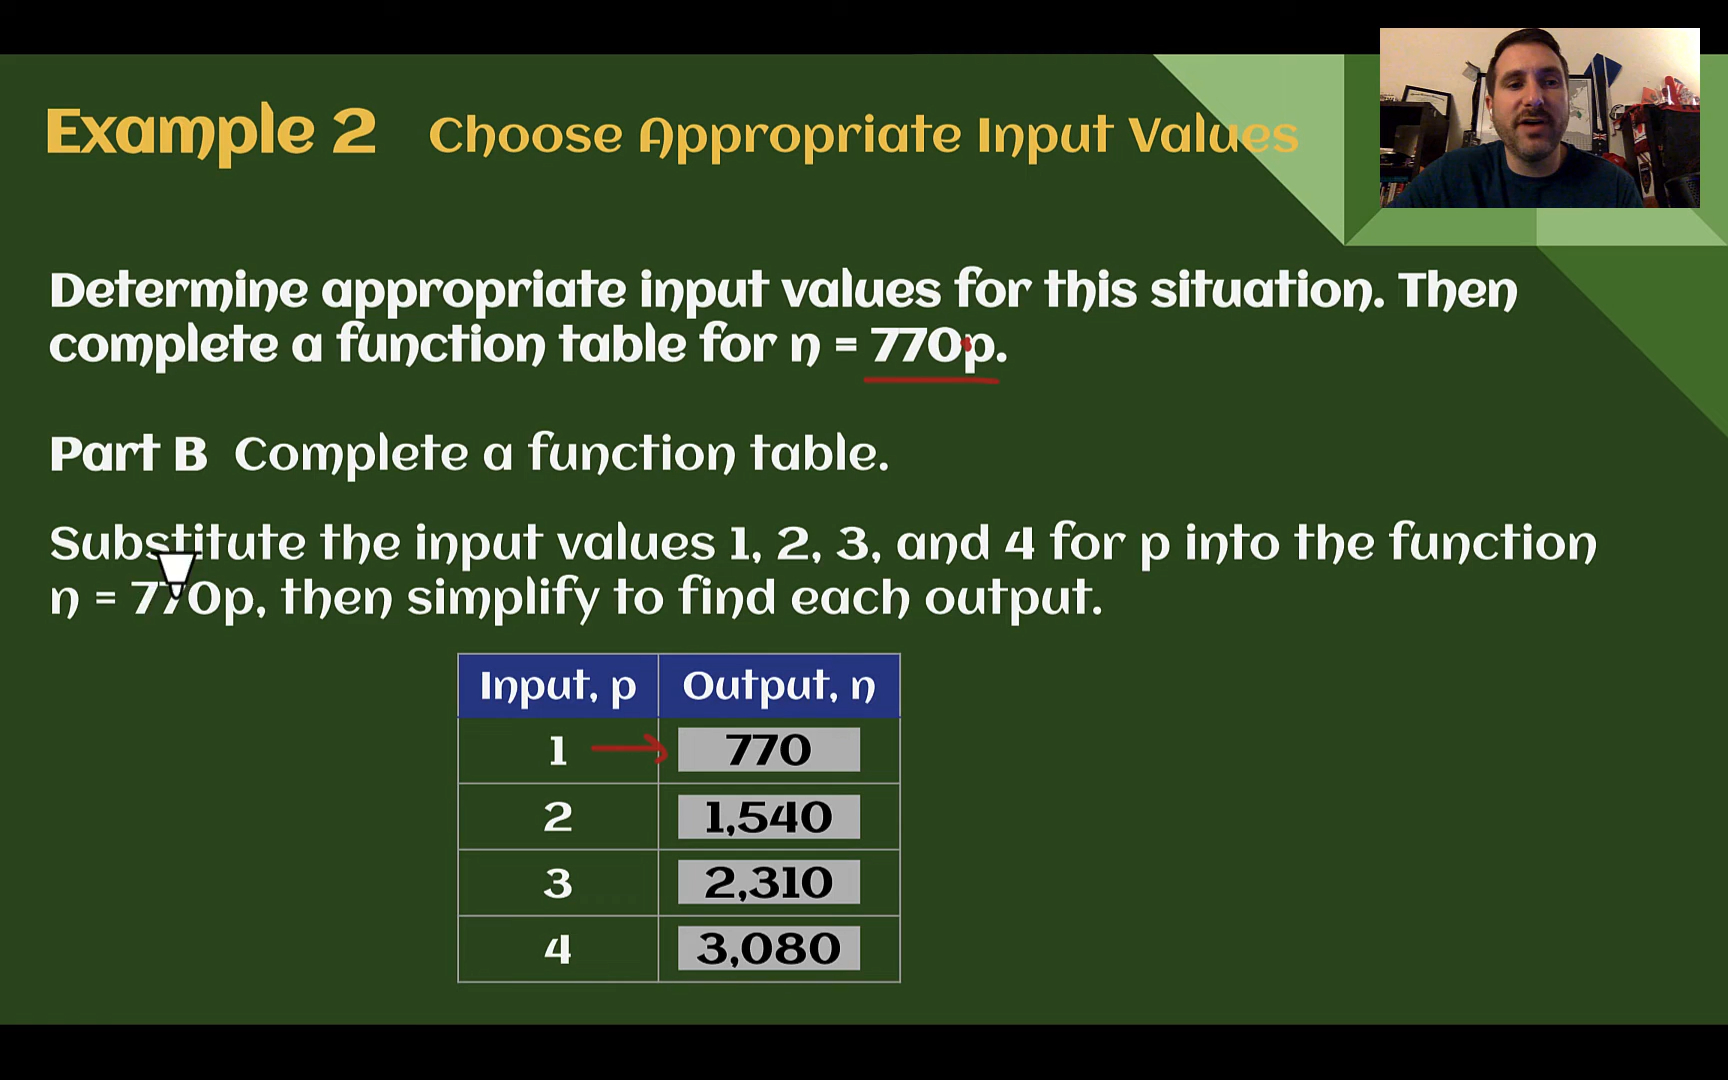 Example 2 Choose Appropriate Input Values
Determine appropriate input values for this situation. Then
complete a function table for n = 770p.
Part B Complete a function table.
Substitute the input values 1, 2, 3, and 4 for p into the function
n = 770p, then simplify to find each output.
Input, p Output, n
1 770
2 1,540
3 2,310
4 3,080